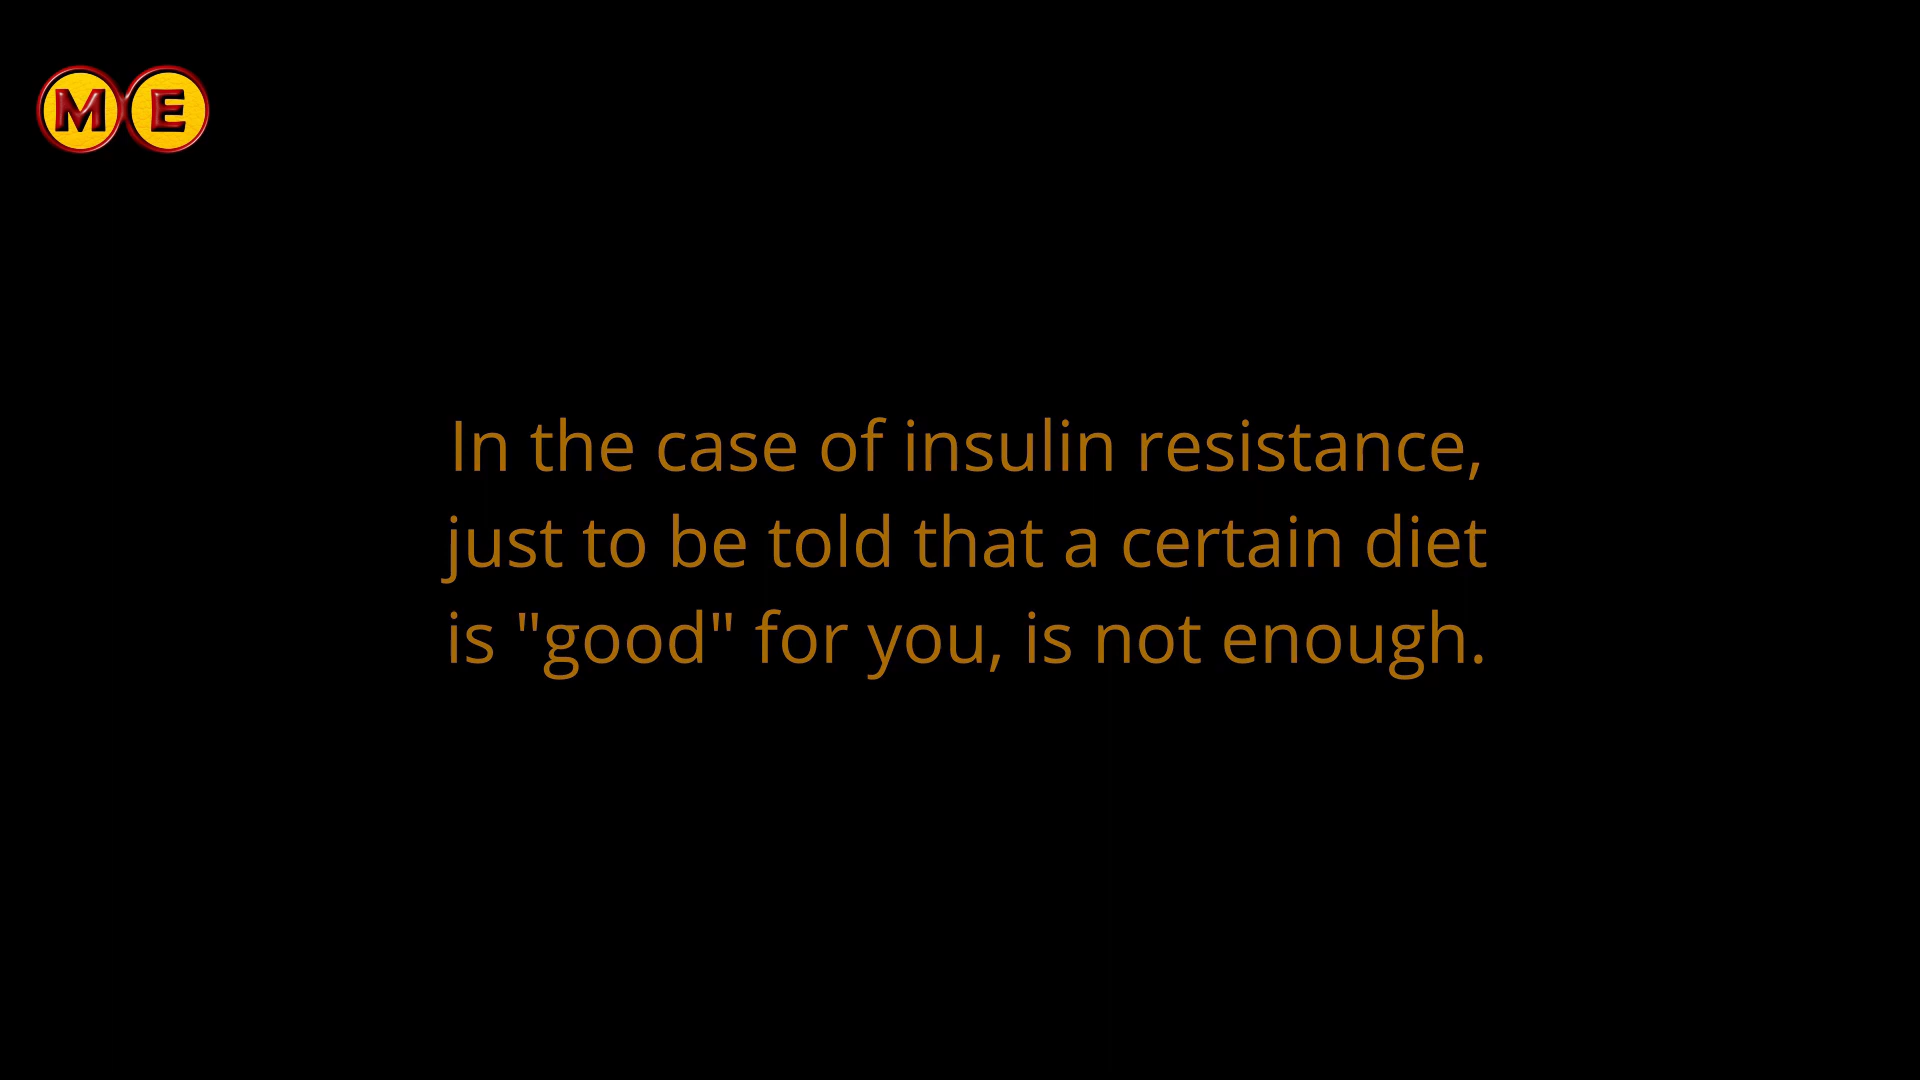 ME
In the case of insulin resistance,
just to be told that a certain diet
is "good" for you, is not enough.